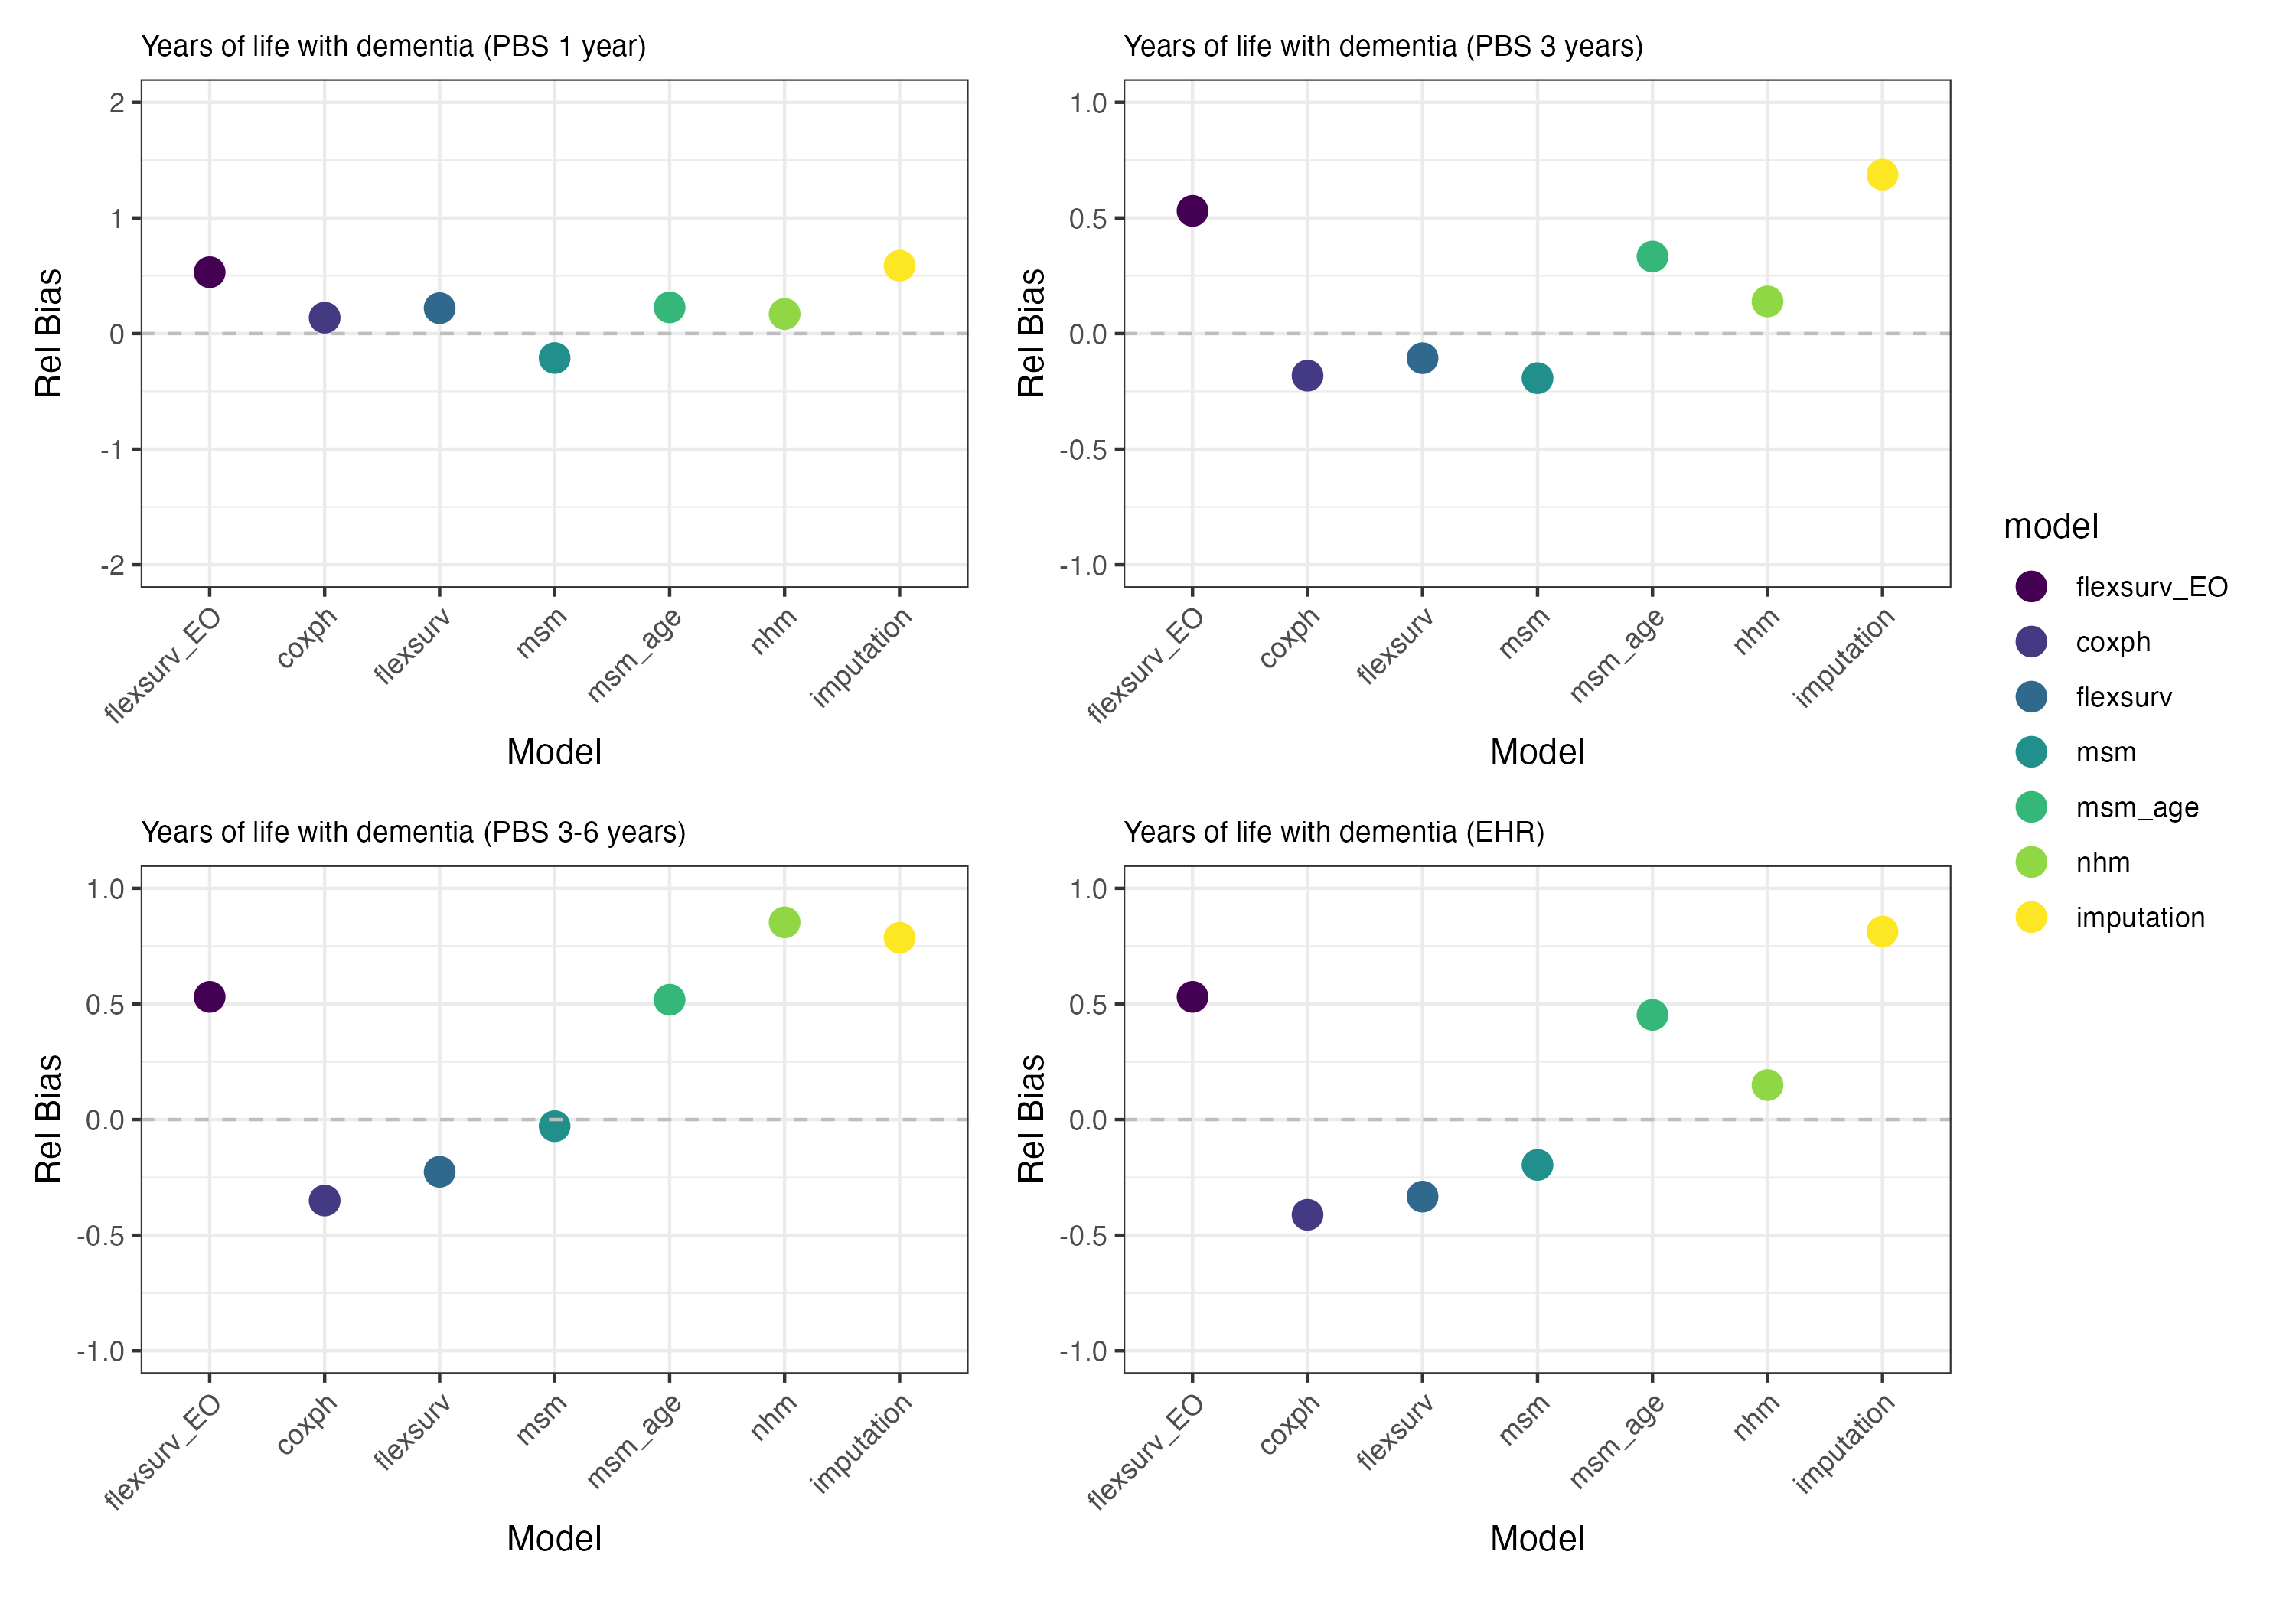 Years of life with dementia (PBS 1 year)
Rel Bias
2
1
0
-1
-2
flexsurv_EO
coxph
flexsurv
msm
msm_age
nhm
imputation
Model
Years of life with dementia (PBS 3 years)
Rel Bias
1.0
0.5
0.0
-0.5
-1.0
flexsurv_EO
coxph
flexsurv
msm
msm_age
nhm
imputation
Model
Years of life with dementia (PBS 3-6 years)
Rel Bias
1.0
0.5
0.0
-0.5
-1.0
flexsurv_EO
coxph
flexsurv
msm
msm_age
nhm
imputation
Model
Years of life with dementia (EHR)
Rel Bias
1.0
0.5
0.0
-0.5
-1.0
flexsurv_EO
coxph
flexsurv
msm
msm_age
nhm
imputation
Model
model
flexsurv_EO
coxph
flexsurv
msm
msm_age
nhm
imputation